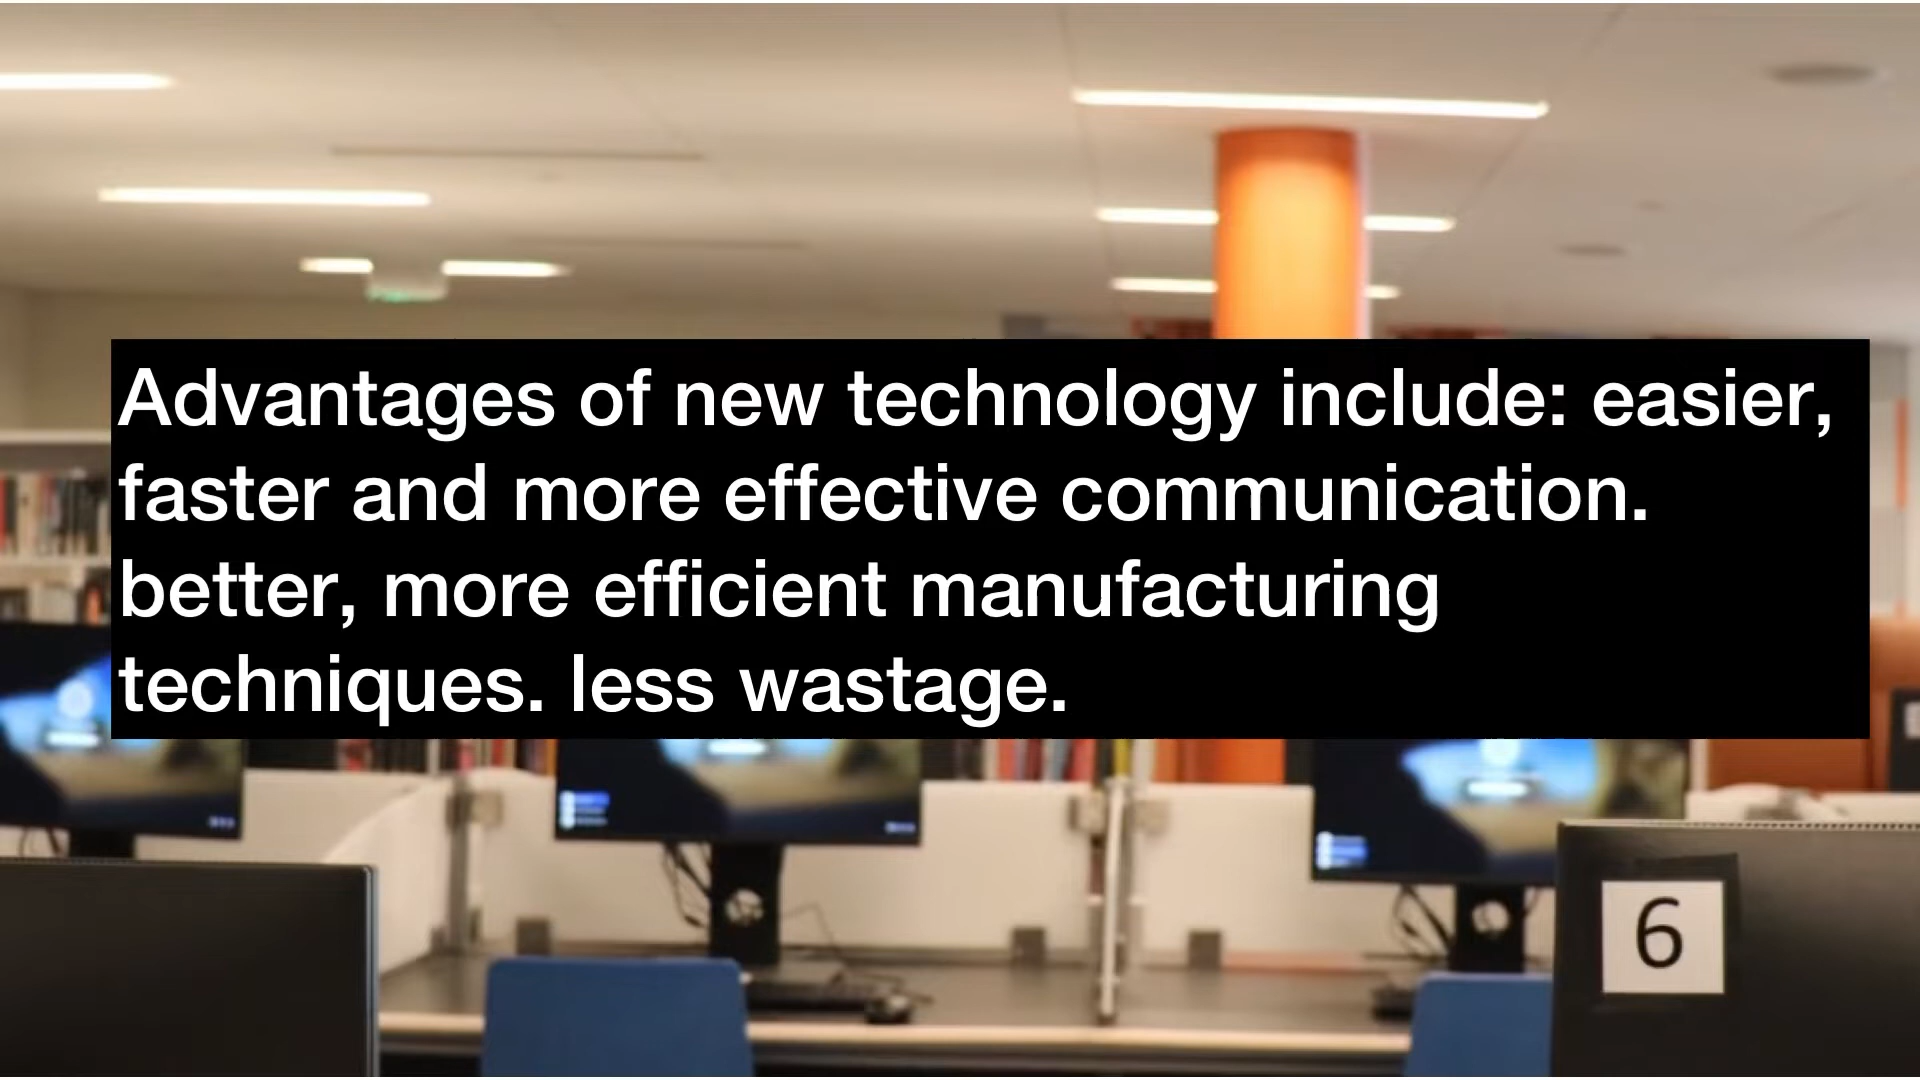 Advantages of new technology include: easier,
faster and more effective communication.
better, more efficient manufacturing
techniques. less wastage.
6